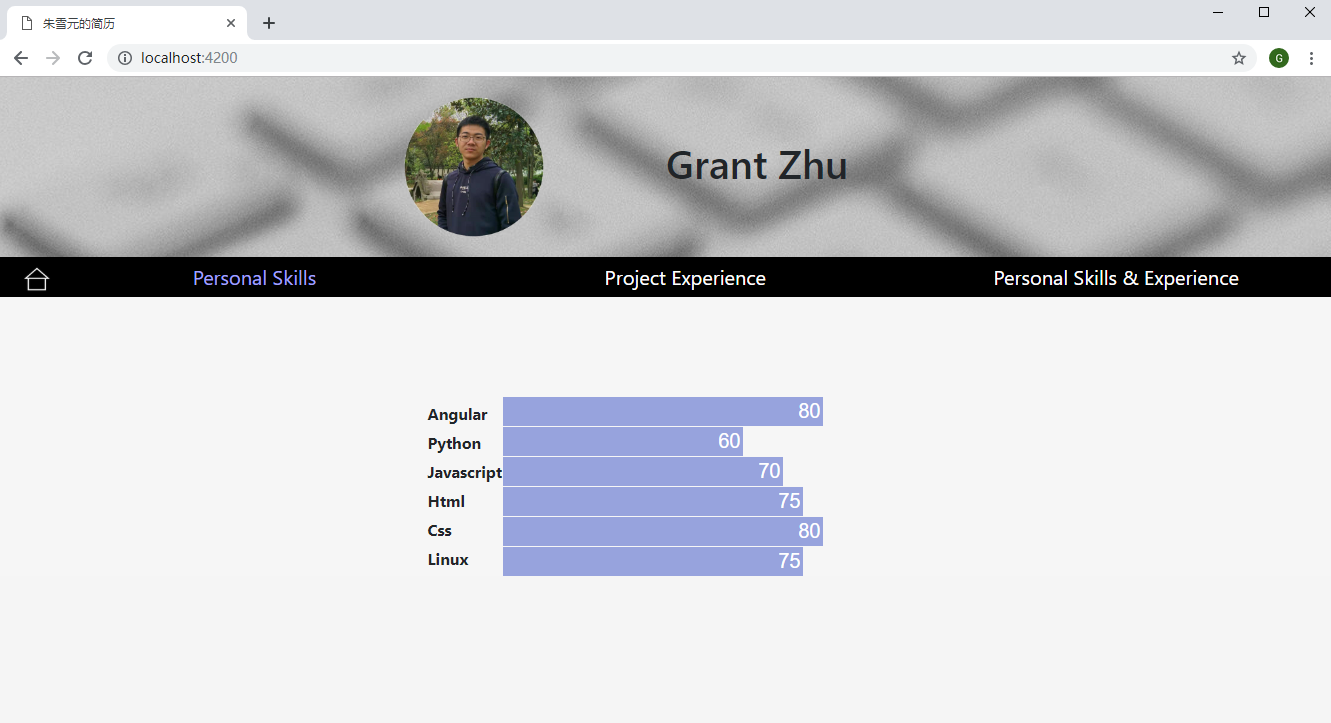 朱雪元的简历
localhost:4200
G
Grant Zhu
Personal Skills
Project Experience
Personal Skills & Experience
Angular 80
Python 60
Javascript 70
Html 75
Css 80
Linux 75